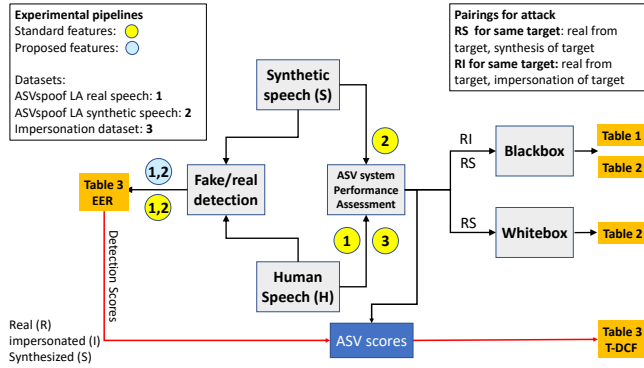 Experimental pipelines
Standard features:
Proposed features:
Datasets:
ASVspoof LA real speech: 1
ASVspoof LA synthetic speech: 2
Impersonation dataset: 3
Pairings for attack
RS for same target: real from
target, synthesis of target
RI for same target: real from
target, impersonation of target
Synthetic
speech (S)
2
RI
RS
Blackbox
Table 1
Table 2
1,2
1,2
Table 3
EER
Fake/real
detection
ASV system
Performance
Assessment
RS
Whitebox
Table 2
1
3
Detection Scores
Human
Speech (H)
Real (R)
impersonated (I)
Synthesized (S)
ASV scores
Table 3
T-DCF